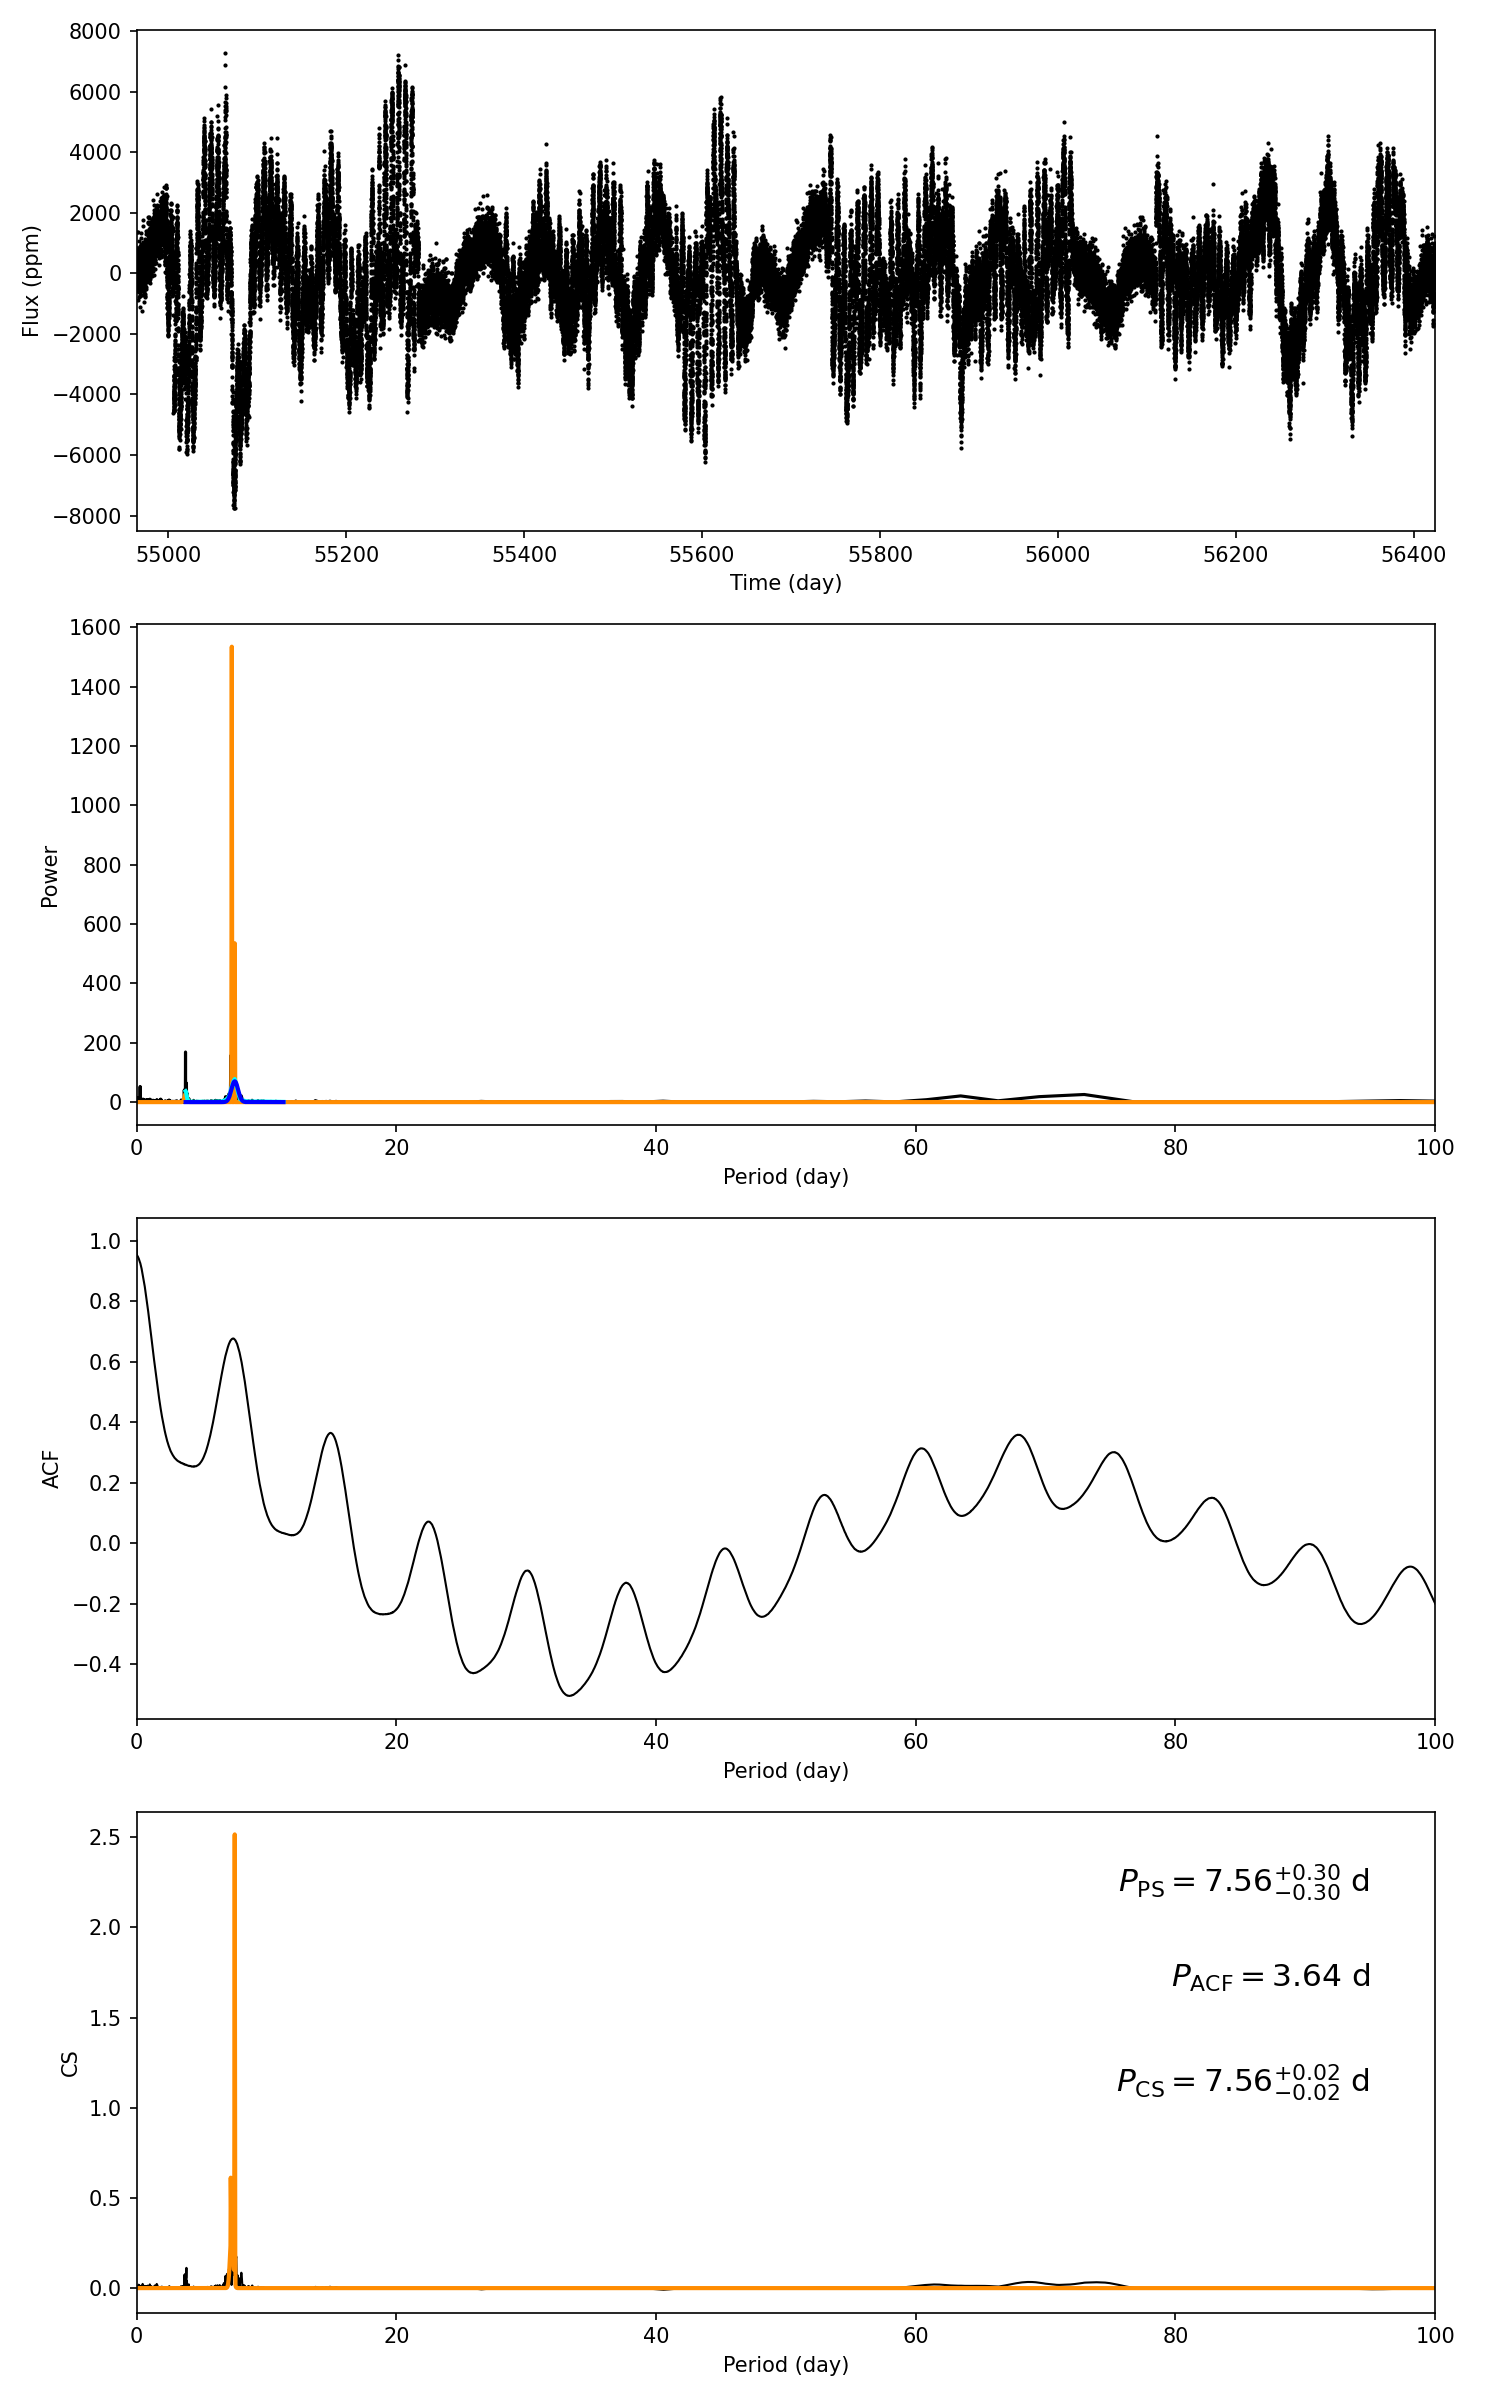 8000
6000
4000
2000
0
−2000
−4000
−6000
−8000
Flux (ppm)
55000 55200 55400 55600 55800 56000 56200 56400
Time (day)
1600
1400
1200
1000
800
600
400
200
0
Power
0 20 40 60 80 100
Period (day)
1.0
0.8
0.6
0.4
0.2
0.0
−0.2
−0.4
ACF
0 20 40 60 80 100
Period (day)
2.5
2.0
1.5
1.0
0.5
0.0
CS
P_PS = 7.56 +0.30 −0.30 d
P_ACF = 3.64 d
P_CS = 7.56 +0.02 −0.02 d
0 20 40 60 80 100
Period (day)